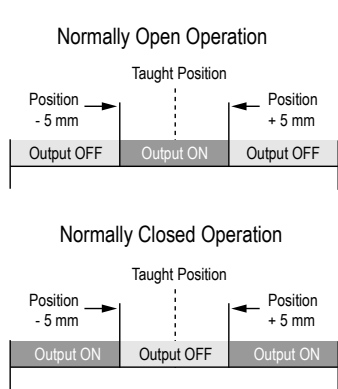 Normally Open Operation
Taught Position
Position
- 5 mm
Position
+ 5 mm
Output OFF Output ON Output OFF
Normally Closed Operation
Taught Position
Position
- 5 mm
Position
+ 5 mm
Output ON Output OFF Output ON